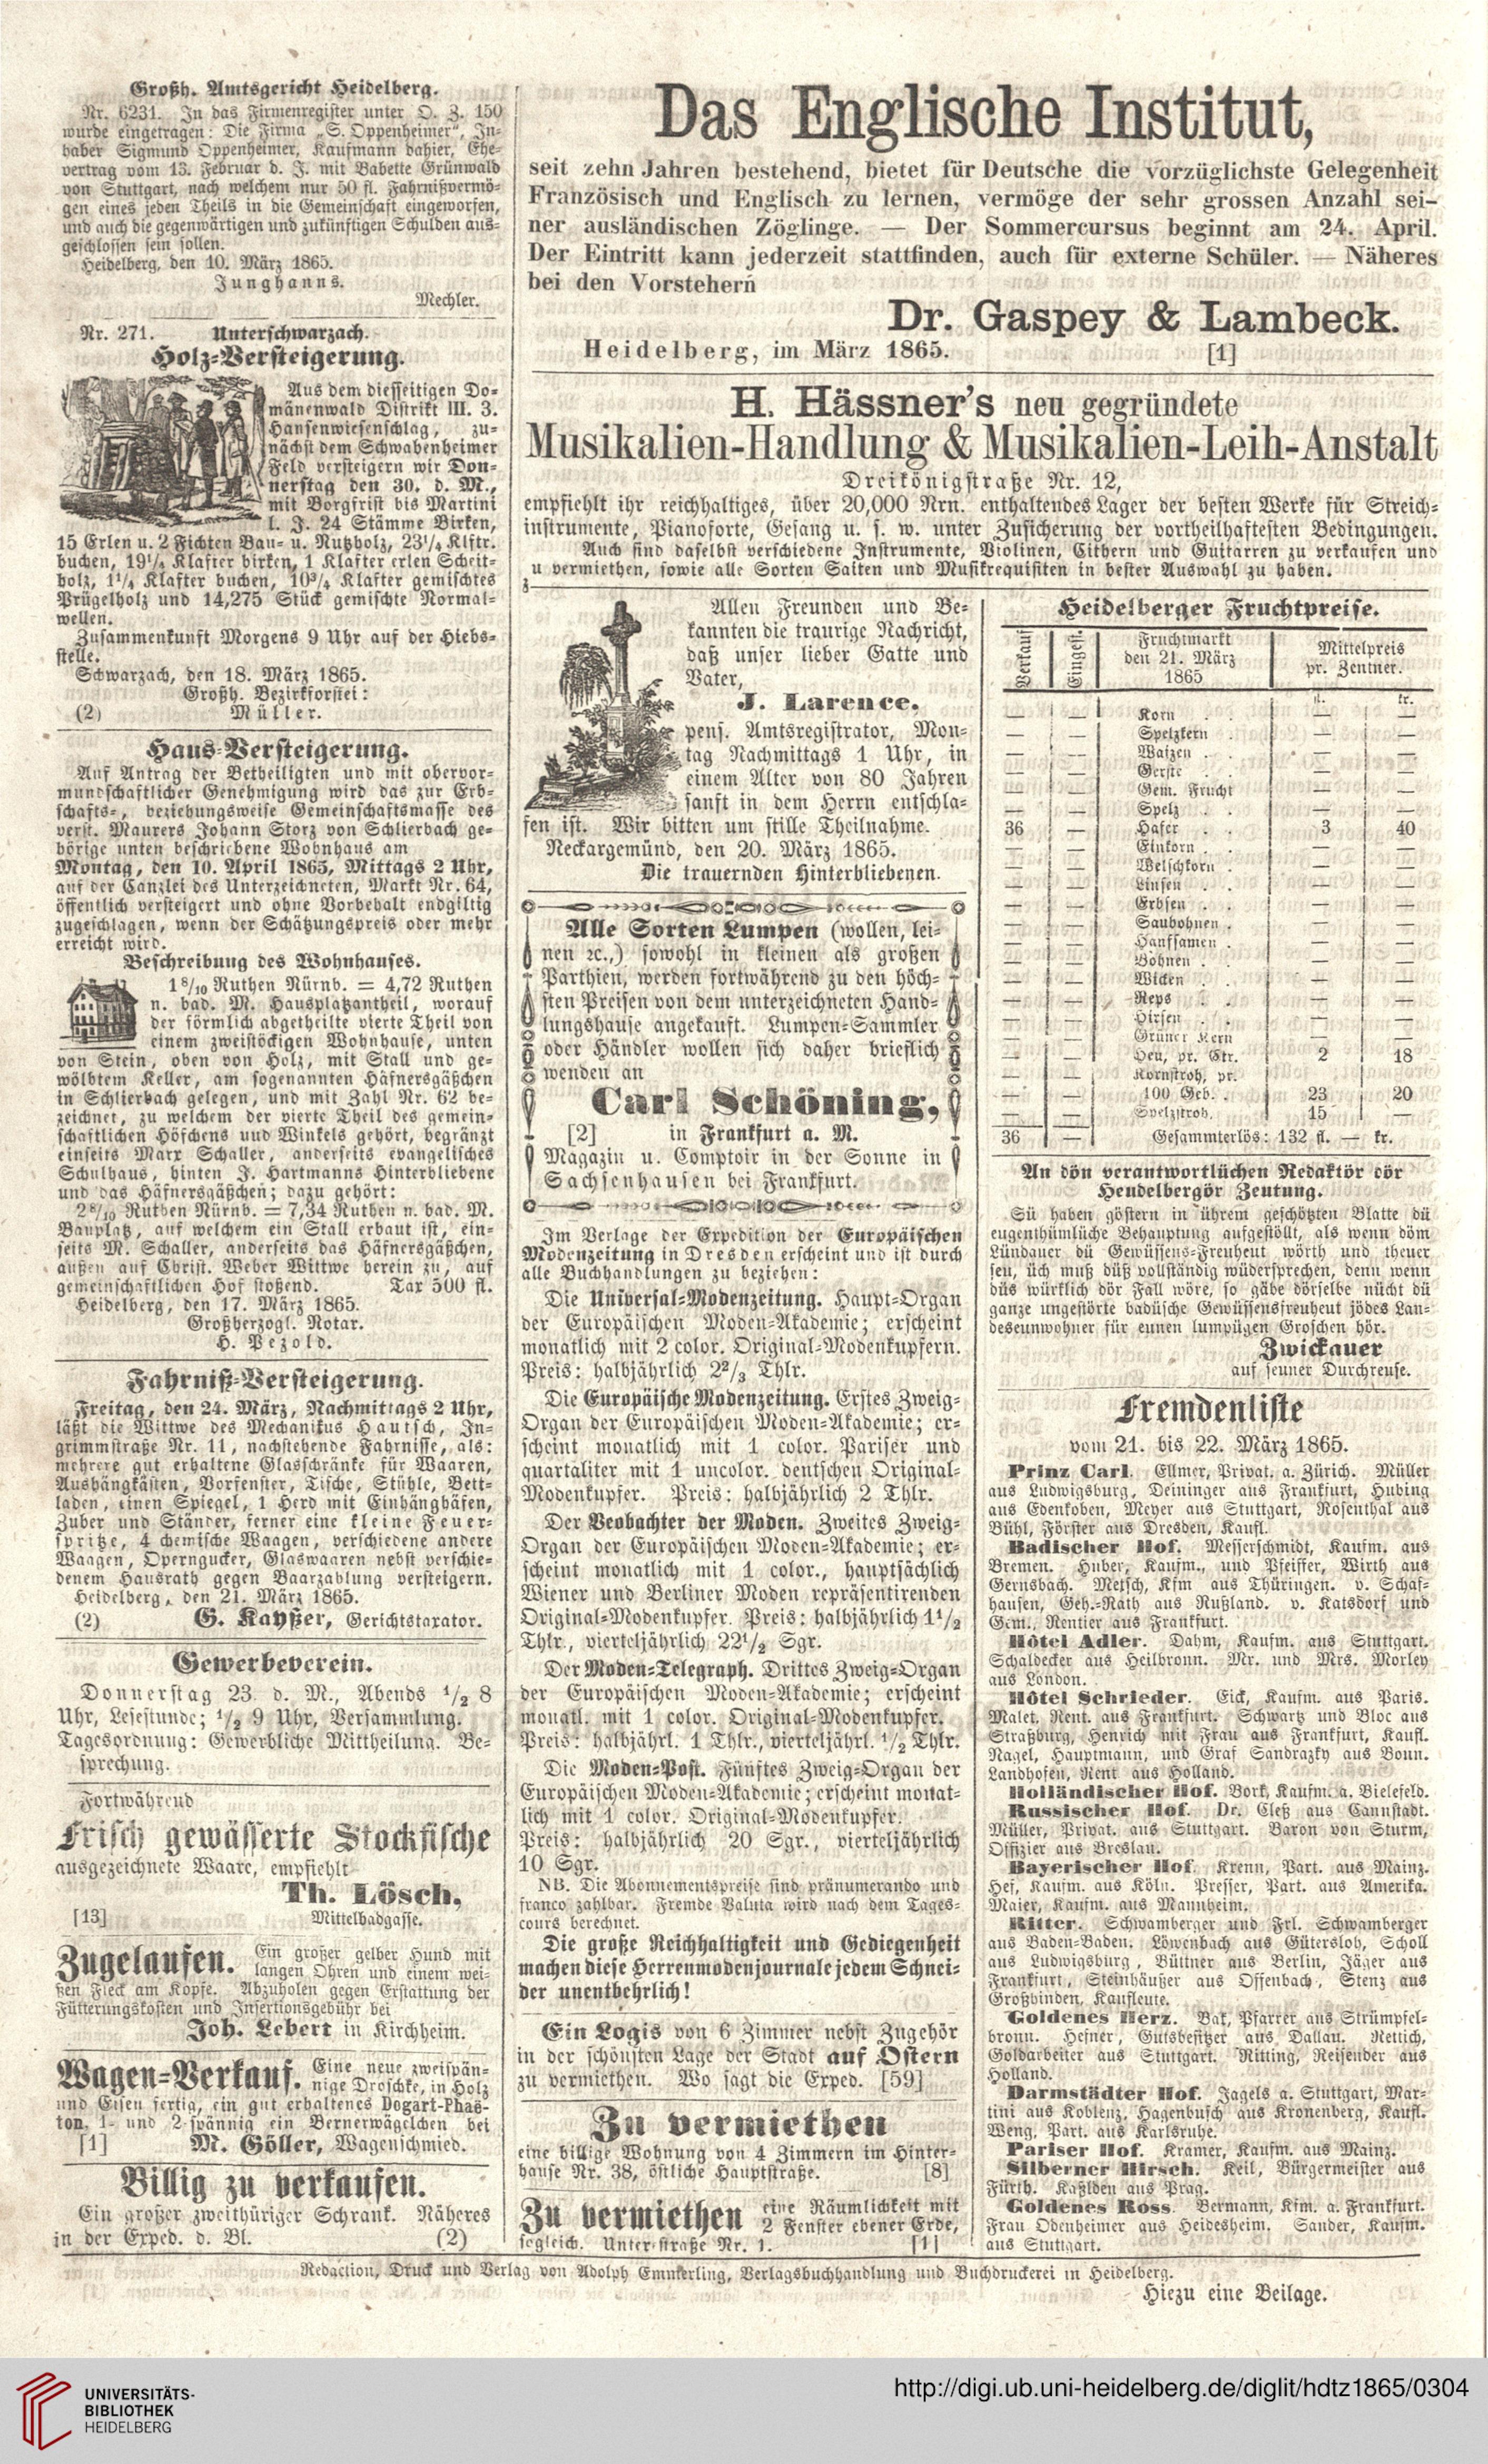 Großh. Amtsgericht Heidelberg.
Nr. 6231. In das Firmenregister unter O. Z. 150
wurde eingetragen: Die Firma „S. Oppenheimer“, In-
haber Sigmund Oppenheimer, Kaufmann dahier, Ehe-
vertrag vom 13. Februar d. J. mit Babette Grünwald
von Stuttgart, nach welchem nur 50 fl. Fahrnißvermö-
gen eines jeden Theils in die Gemeinschaft eingeworfen,
und auch die gegenwärtigen und zukünftigen Schulden aus-
geschlossen sein sollen.
Heidelberg, den 10. März 1865.
Junghanns.
Mechler.
Nr. 271. Unterschwarzach.
Holz-Versteigerung.
Aus dem diesseitigen Do-
mänenwald Distrikt III. 3.
Hansenwiesenschlag, zu-
nächst dem Schwabenheimer
Feld versteigern wir Don-
nerstag den 30. d. M.,
mit Borgfrist bis Martini
l. J. 24 Stämme Birken,
15 Erlen u. 2 Fichten Bau- u. Nutzholz, 23¼ Klftr.
buchen, 19¼ Klafter birken, 1 Klafter erlen Scheit-
holz, 1¼ Klafter buchen, 10¾ Klafter gemischtes
Prügelholz und 14,275 Stück gemischte Normal-
wellen.
Zusammenkunft Morgens 9 Uhr auf der Hiebs-
stelle.
Schwarzach, den 18. März 1865.
Großh. Bezirksforstei:
(2) Müller.
Haus-Versteigerung.
Auf Antrag der Betheiligten und mit obervor-
mundschaftlicher Genehmigung wird das zur Erb-
schafts-, beziehungsweise Gemeinschaftsmasse des
verst. Maurers Johann Storz von Schlierbach ge-
hörige unten beschriebene Wohnhaus am
Montag, den 10. April 1865, Mittags 2 Uhr,
auf der Canzlei des Unterzeichneten, Markt Nr. 64,
öffentlich versteigert und ohne Vorbehalt endgiltig
zugeschlagen, wenn der Schätzungspreis oder mehr
erreicht wird.
Beschreibung des Wohnhauses.
1 8/10 Ruthen Nürnb. = 4,72 Ruthen
n. bad. M. Hausplatzantheil, worauf
der förmlich abgetheilte vierte Theil von
einem zweistöckigen Wohnhause, unten
von Stein, oben von Holz, mit Stall und ge-
wölbtem Keller, am sogenannten Häfnersgäßchen
in Schlierbach gelegen, und mit Zahl Nr. 62 be-
zeichnet, zu welchem der vierte Theil des gemein-
schaftlichen Höfchens und Winkels gehört, begränzt
einseits Marx Schaller, anderseits evangelisches
Schulhaus, hinten J. Hartmanns Hinterbliebene
und das Häfnersgäßchen; dazu gehört:
2 8/10 Ruthen Nürnb. = 7,34 Ruthen n. bad. M.
Bauplatz, auf welchem ein Stall erbaut ist, ein-
seits M. Schaller, anderseits das Häfnersgäßchen,
außen auf Christ. Weber Wittwe herein zu, auf
gemeinschaftlichen Hof stoßend. Tax 500 fl.
Heidelberg, den 17. März 1865.
Großherzogl. Notar.
H. Pezold.
Fahrniß-Versteigerung.
Freitag, den 24. März, Nachmittags 2 Uhr,
läßt die Wittwe des Mechanikus Hautsch, In-
grimmstraße Nr. 11, nachstehende Fahrnisse, als:
mehrere gut erhaltene Glasschränke für Waaren,
Aushängkästen, Vorfenster, Tische, Stühle, Bett-
laden, einen Spiegel, 1 Herd mit Einhänghäfen,
Zuber und Ständer, ferner eine kleine Feuer-
spritze, 4 chemische Waagen, verschiedene andere
Waagen, Operngucker, Glaswaaren nebst verschie-
denem Hausrath gegen Baarzahlung versteigern.
Heidelberg, den 21. März 1865.
(2) G. Kayßer, Gerichtstaxator.
Gewerbeverein.
Donnerstag 23. d. M., Abends ½ 8
Uhr, Lesestunde; ½ 9 Uhr, Versammlung.
Tagesordnung: Gewerbliche Mittheilung. Be-
sprechung.
Fortwährend
Frisch gewässerte Stockfische
ausgezeichnete Waare, empfiehlt
Th. Lösch,
[13] Mittelbadgasse.
Zugelaufen. Ein großer gelber Hund mit
langen Ohren und einem wei-
ßen Fleck am Kopfe. Abzuholen gegen Erstattung der
Fütterungskosten und Insertionsgebühr bei
Joh. Lebert in Kirchheim.
Wagen-Verkauf. Eine neue zweispän-
nige Droschke, in Holz
und Eisen fertig, ein gut erhaltenes Dogart-Phae-
ton, 1- und 2-spännig ein Bernerwägelchen bei
[1] M. Göller, Wagenschmied.
Billig zu verkaufen.
Ein großer zweithüriger Schrank. Näheres
in der Exped. d. Bl. (2)
Das Englische Institut,
seit zehn Jahren bestehend, bietet für Deutsche die vorzüglichste Gelegenheit
Französisch und Englisch zu lernen, vermöge der sehr grossen Anzahl sei-
ner ausländischen Zöglinge. — Der Sommercursus beginnt am 24. April.
Der Eintritt kann jederzeit stattfinden, auch für externe Schüler. — Näheres
bei den Vorstehern
Dr. Gaspey & Lambeck.
Heidelberg, im März 1865. [1]
H. Hässner's neu gegründete
Musikalien-Handlung & Musikalien-Leih-Anstalt
Dreikönigstraße Nr. 12,
empfiehlt ihr reichhaltiges, über 20,000 Nrn. enthaltendes Lager der besten Werke für Streich-
instrumente, Pianoforte, Gesang u. s. w. unter Zusicherung der vortheilhaftesten Bedingungen.
Auch sind daselbst verschiedene Instrumente, Violinen, Cithern und Guitarren zu verkaufen und
u vermiethen, sowie alle Sorten Saiten und Musikrequisiten in bester Auswahl zu haben.
z
Allen Freunden und Be-
kannten die traurige Nachricht,
daß unser lieber Gatte und
Vater,
J. Larence.
pens. Amtsregistrator, Mon-
tag Nachmittags 1 Uhr, in
einem Alter von 80 Jahren
sanft in dem Herrn entschla-
fen ist. Wir bitten um stille Theilnahme.
Neckargemünd, den 20. März 1865.
Die trauernden Hinterbliebenen.
Alle Sorten Lumpen (wollen, lei-
nen ꝛc.,) sowohl in kleinen als großen
Parthien, werden fortwährend zu den höch-
sten Preisen von dem unterzeichneten Hand-
lungshause angekauft. Lumpen-Sammler
oder Händler wollen sich daher brieflich
wenden an
Carl Schöning,
[2] in Frankfurt a. M.
Magazin u. Comptoir in der Sonne in
Sachsenhausen bei Frankfurt.
Im Verlage der Expedition der Europäischen
Modenzeitung in Dresden erscheint und ist durch
alle Buchhandlungen zu beziehen:
Die Universal-Modenzeitung. Haupt-Organ
der Europäischen Moden-Akademie; erscheint
monatlich mit 2 color. Original-Modenkupfern.
Preis: halbjährlich 2⅔ Thlr.
Die Europäische Modenzeitung. Erstes Zweig-
Organ der Europäischen Moden-Akademie; er-
scheint monatlich mit 1 color. Pariser und
quartaliter mit 1 uncolor. deutschen Original-
Modenkupfer. Preis: halbjährlich 2 Thlr.
Der Beobachter der Moden. Zweites Zweig-
Organ der Europäischen Moden-Akademie; er-
scheint monatlich mit 1 color., hauptsächlich
Wiener und Berliner Moden repräsentirenden
Original-Modenkupfer. Preis: halbjährlich 1½
Thlr., vierteljährlich 22½ Sgr.
Der Moden-Telegraph. Drittes Zweig-Organ
der Europäischen Moden-Akademie; erscheint
monatl. mit 1 color. Original-Modenkupfer.
Preis: halbjährl. 1 Thlr., vierteljährl. ½ Thlr.
Die Moden-Post. Fünftes Zweig-Organ der
Europäischen Moden-Akademie; erscheint monat-
lich mit 1 color. Original-Modenkupfer.
Preis: halbjährlich 20 Sgr., vierteljährlich
10 Sgr.
NB. Die Abonnementspreise sind pränumerando und
franco zahlbar. Fremde Valuta wird nach dem Tages-
cours berechnet.
Die große Reichhaltigkeit und Gediegenheit
machen diese Herrenmodenjournale jedem Schnei-
der unentbehrlich!
Ein Logis von 6 Zimmer nebst Zugehör
in der schönsten Lage der Stadt auf Ostern
zu vermiethen. Wo sagt die Exped. [59]
Zu vermiethen
eine billige Wohnung von 4 Zimmern im Hinter-
hause Nr. 38, östliche Hauptstraße. [8]
Zu vermiethen eine Räumlichkeit mit
2 Fenster ebener Erde,
sogleich. Unterestraße Nr. 1. [1]
Heidelberger Fruchtpreise.
Verkauf Eingest. Fruchtmarkt den 21. März 1865 Mittelpreis pr. Zentner.
fl. kr.
— — Korn . . — —
— — Spelzkern . — —
— — Waizen . . — —
— — Gerste . . — —
— — Gem. Frucht — —
— — Spelz . . — —
36 — Hafer . . 3 40
— — Einkorn . . — —
— — Welschkorn . — —
— — Linsen . . — —
— — Erbsen . . — —
— — Saubohnen . — —
— — Hanfsamen . — —
— — Bohnen . . — —
— — Wicken . . — —
— — Reps . . — —
— — Hirsen . . — —
— — Grüner Kern — —
— — Heu, pr. Ctr. 2 18
— — Kornstroh, pr.
100 Geb. . 23 20
— — Spelzstroh. 15 —
36 — Gesammterlös: 132 fl. — kr.
An dön verantwortlüchen Redaktör dör
Heudelbergör Zeutung.
Sü haben göstern in ührem geschötzten Blatte dü
eugenthümlüche Behauptung aufgestöllt, als wenn döm
Lündauer dü Gewüssens-Freuheut wörth und theuer
seu, üch muß düß vollständig wüdersprechen, denn wenn
düs würklich dör Fall wöre, so gäbe dörselbe nücht dü
ganze ungestörte badüsche Gewüssensfreuheut jödes Lan-
deseunwohner für eunen lumpügen Groschen hör.
Zwickauer
auf seuner Durchreuse.
Fremdenliste
vom 21. bis 22. März 1865.
Prinz Carl. Ellmer, Privat. a. Zürich. Müller
aus Ludwigsburg, Deininger aus Frankfurt, Hubing
aus Edenkoben, Meyer aus Stuttgart, Rosenthal aus
Bühl, Förster aus Dresden, Kaufl.
Badischer Hof. Messerschmidt, Kaufm. aus
Bremen. Huber, Kaufm., und Pfeiffer, Wirth aus
Gernsbach. Metsch, Kfm aus Thüringen. v. Schaf-
hausen, Geh.-Rath aus Rußland. v. Katsdorf und
Gem., Rentier aus Frankfurt.
Hôtel Adler. Dahm, Kaufm. aus Stuttgart.
Schaldecker aus Heilbronn. Mr. und Mrs. Morley
aus London.
Hôtel Schrieder. Eick, Kaufm. aus Paris.
Malet, Rent. aus Frankfurt. Schwartz und Bloc aus
Straßburg, Henrich mit Frau aus Frankfurt, Kaufl.
Nagel, Hauptmann, und Graf Sandrazky aus Bonn.
Landhofen, Rent aus Holland.
Holländischer Hof. Bork, Kaufm. a. Bielefeld.
Russischer Hof. Dr. Cleß aus Cannstadt.
Müller, Privat. aus Stuttgart. Baron von Sturm,
Offizier aus Breslau.
Bayerischer Hof. Krenn, Part. aus Mainz.
Hef, Kaufm. aus Köln. Presser, Part. aus Amerika.
Maier, Kaufm. aus Mannheim.
Ritter. Schwamberger und Frl. Schwamberger
aus Baden-Baden. Löwenbach aus Gütersloh, Scholl
aus Ludwigsburg, Büttner aus Berlin, Jäger aus
Frankfurt, Steinhäußer aus Offenbach, Stenz aus
Großbinden, Kaufleute.
Goldenes Herz. Bak, Pfarrer aus Strümpfel-
bronn. Hefner, Gutsbesitzer aus Dallau. Rettich,
Goldarbeiter aus Stuttgart. Ritting, Reisender aus
Holland.
Darmstädter Hof. Jagels a. Stuttgart, Mar-
tini aus Koblenz, Hagenbusch aus Kronenberg, Kaufl.
Weng, Part. aus Karlsruhe.
Pariser Hof. Kramer, Kaufm. aus Mainz.
Silberner Hirsch. Keil, Bürgermeister aus
Fürth. Kaßlden aus Prag.
Goldenes Ross. Bermann, Kfm. a. Frankfurt.
Frau Odenheimer aus Heidesheim. Sander, Kaufm.
aus Stuttgart.
Redaction, Druck und Verlag von Adolph Emmerling, Verlagsbuchhandlung und Buchdruckerei in Heidelberg.
Hiezu eine Beilage.
UNIVERSITÄTS-
BIBLIOTHEK
HEIDELBERG
http://digi.ub.uni-heidelberg.de/diglit/hdtz1865/0304